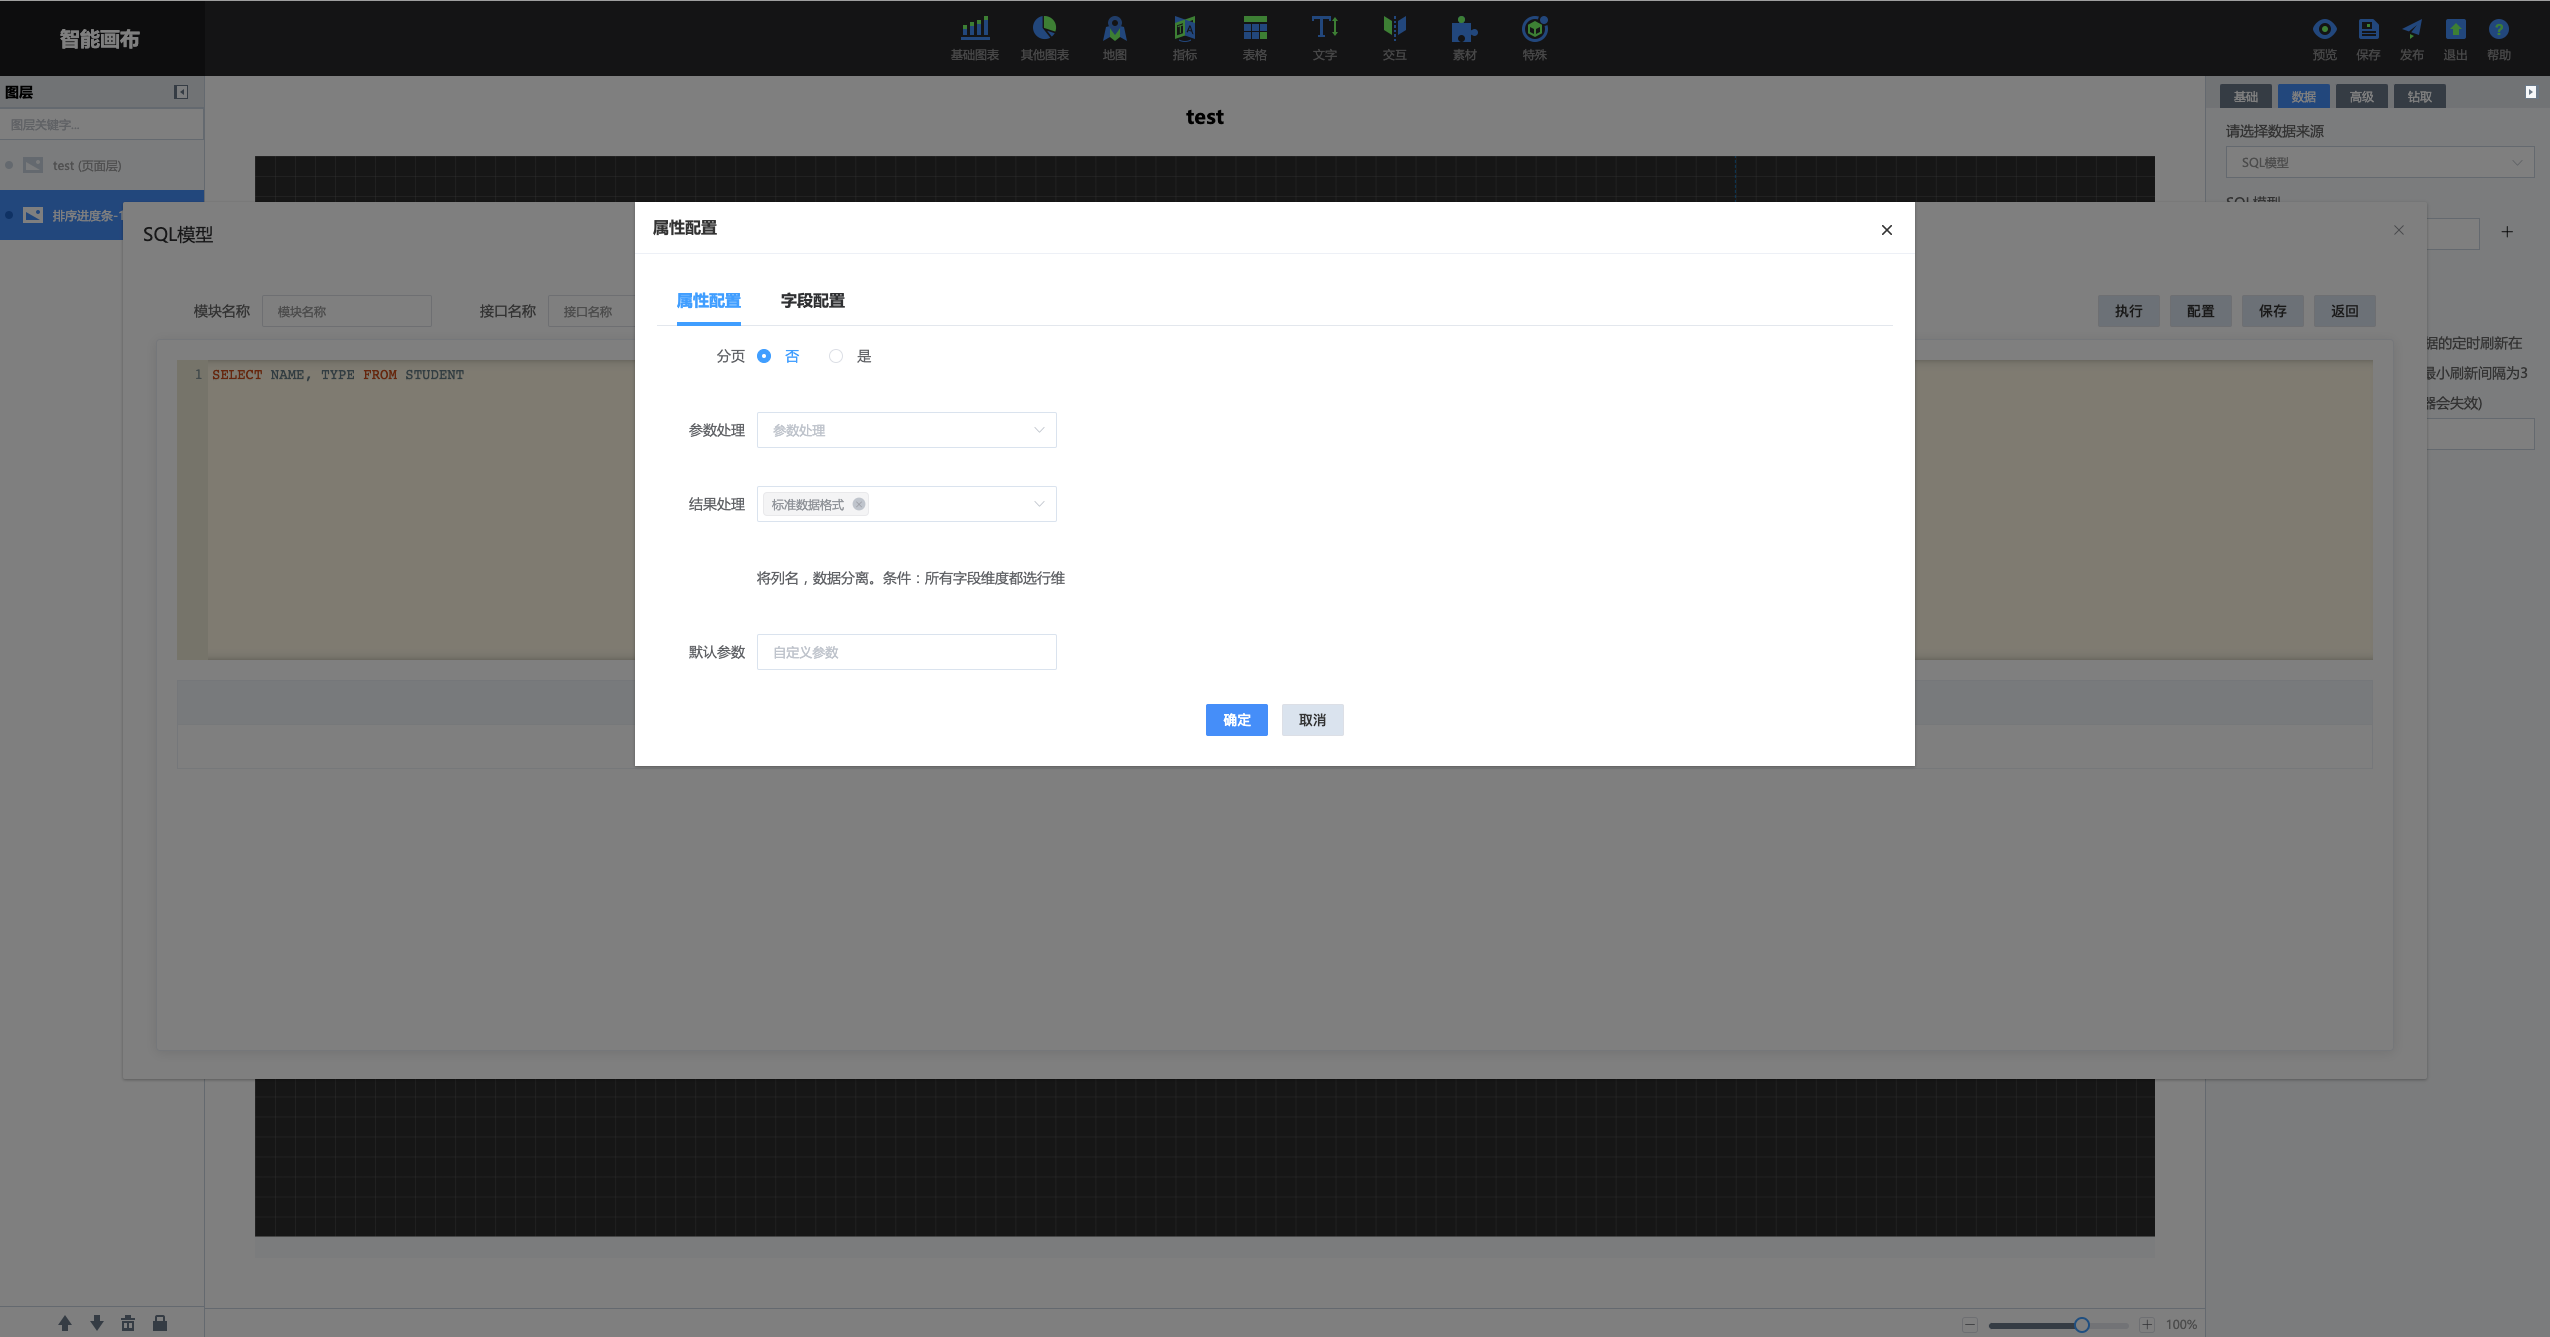 智能画布
基础图表
其他图表
地图
指标
表格
文字
交互
素材
特殊
预览
保存
发布
退出
帮助
图层
图层关键字...
test (页面层)
排序进度条-1
test
基础
数据
高级
钻取
请选择数据来源
SQL模型
SQL模型
据的定时刷新在
最小刷新间隔为3
器会失效)
SQL模型
模块名称
模块名称
接口名称
接口名称
执行
配置
保存
返回
1 SELECT NAME, TYPE FROM STUDENT
属性配置
属性配置
字段配置
分页
否
是
参数处理
参数处理
结果处理
标准数据格式
将列名，数据分离。条件：所有字段维度都选行维
默认参数
自定义参数
确定
取消
100%